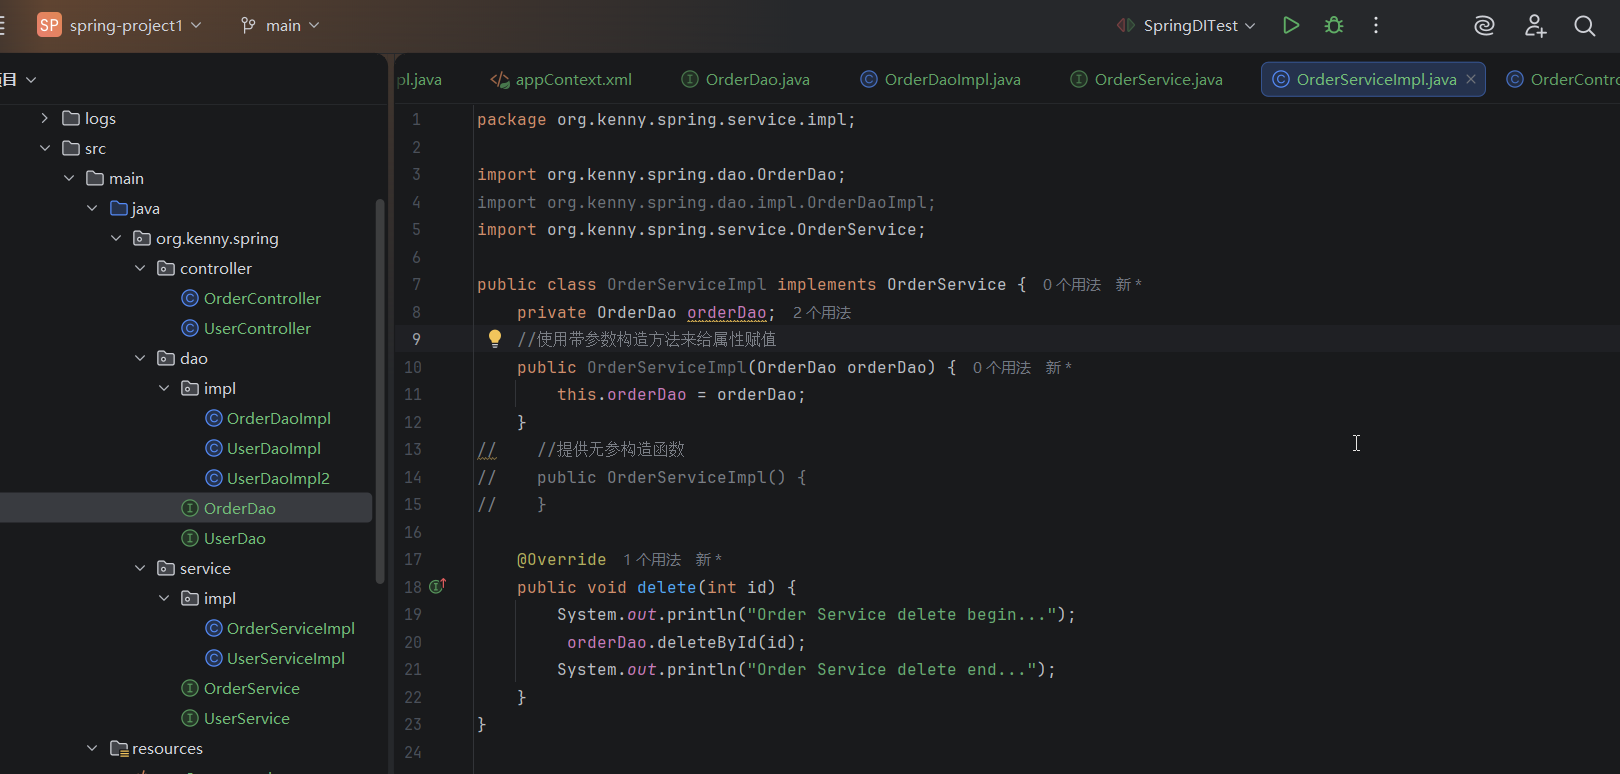 SP spring-project1 main SpringDITest
目
pl.java appContext.xml OrderDao.java OrderDaoImpl.java OrderService.java OrderServiceImpl.java OrderContro
logs
src
main
java
org.kenny.spring
controller
OrderController
UserController
dao
impl
OrderDaoImpl
UserDaoImpl
UserDaoImpl2
OrderDao
UserDao
service
impl
OrderServiceImpl
UserServiceImpl
OrderService
UserService
resources
1 package org.kenny.spring.service.impl;
2
3 import org.kenny.spring.dao.OrderDao;
4 import org.kenny.spring.dao.impl.OrderDaoImpl;
5 import org.kenny.spring.service.OrderService;
6
7 public class OrderServiceImpl implements OrderService { 0个用法 新*
8 private OrderDao orderDao; 2个用法
9 //使用带参数构造方法来给属性赋值
10 public OrderServiceImpl(OrderDao orderDao) { 0个用法 新*
11 this.orderDao = orderDao;
12 }
13 // //提供无参构造函数
14 // public OrderServiceImpl() {
15 // }
16
17 @Override 1个用法 新*
18 public void delete(int id) {
19 System.out.println("Order Service delete begin...");
20 orderDao.deleteById(id);
21 System.out.println("Order Service delete end...");
22 }
23 }
24